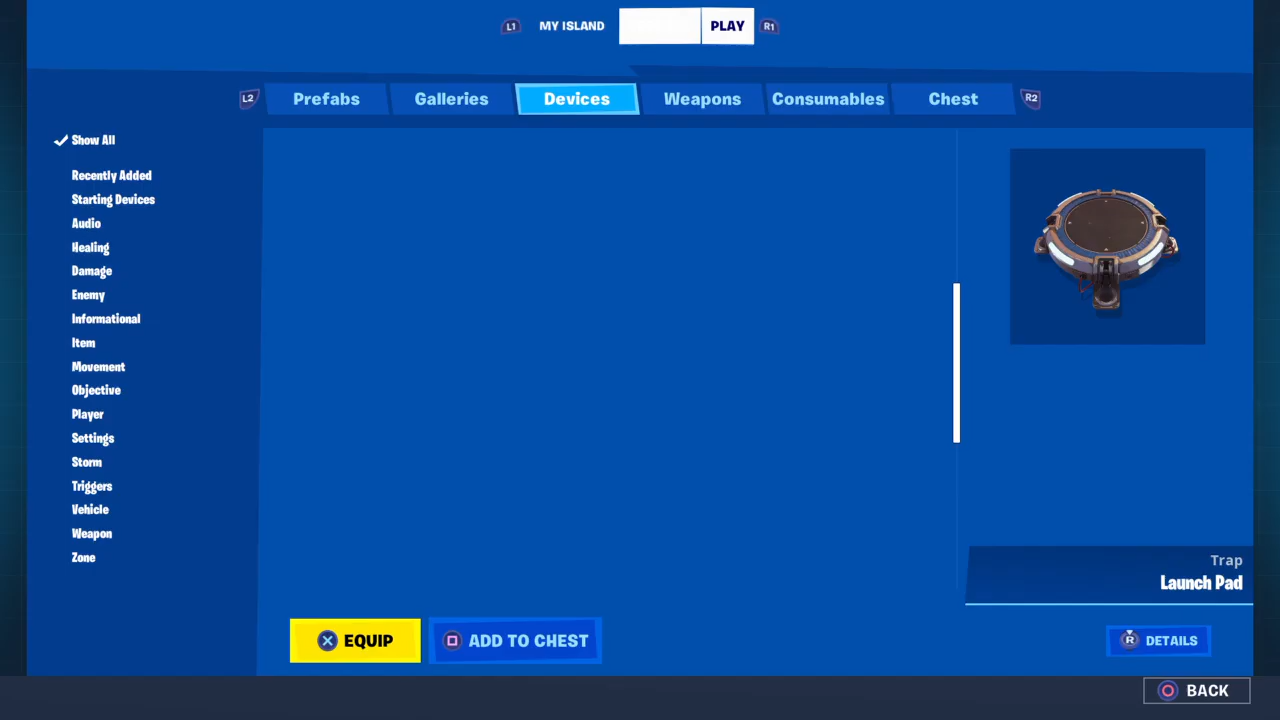 L1 MY ISLAND PLAY R1
L2 Prefabs Galleries Devices Weapons Consumables Chest R2
Show All
Recently Added
Starting Devices
Audio
Healing
Damage
Enemy
Informational
Item
Movement
Objective
Player
Settings
Storm
Triggers
Vehicle
Weapon
Zone
Trap
Launch Pad
EQUIP ADD TO CHEST R DETAILS
BACK